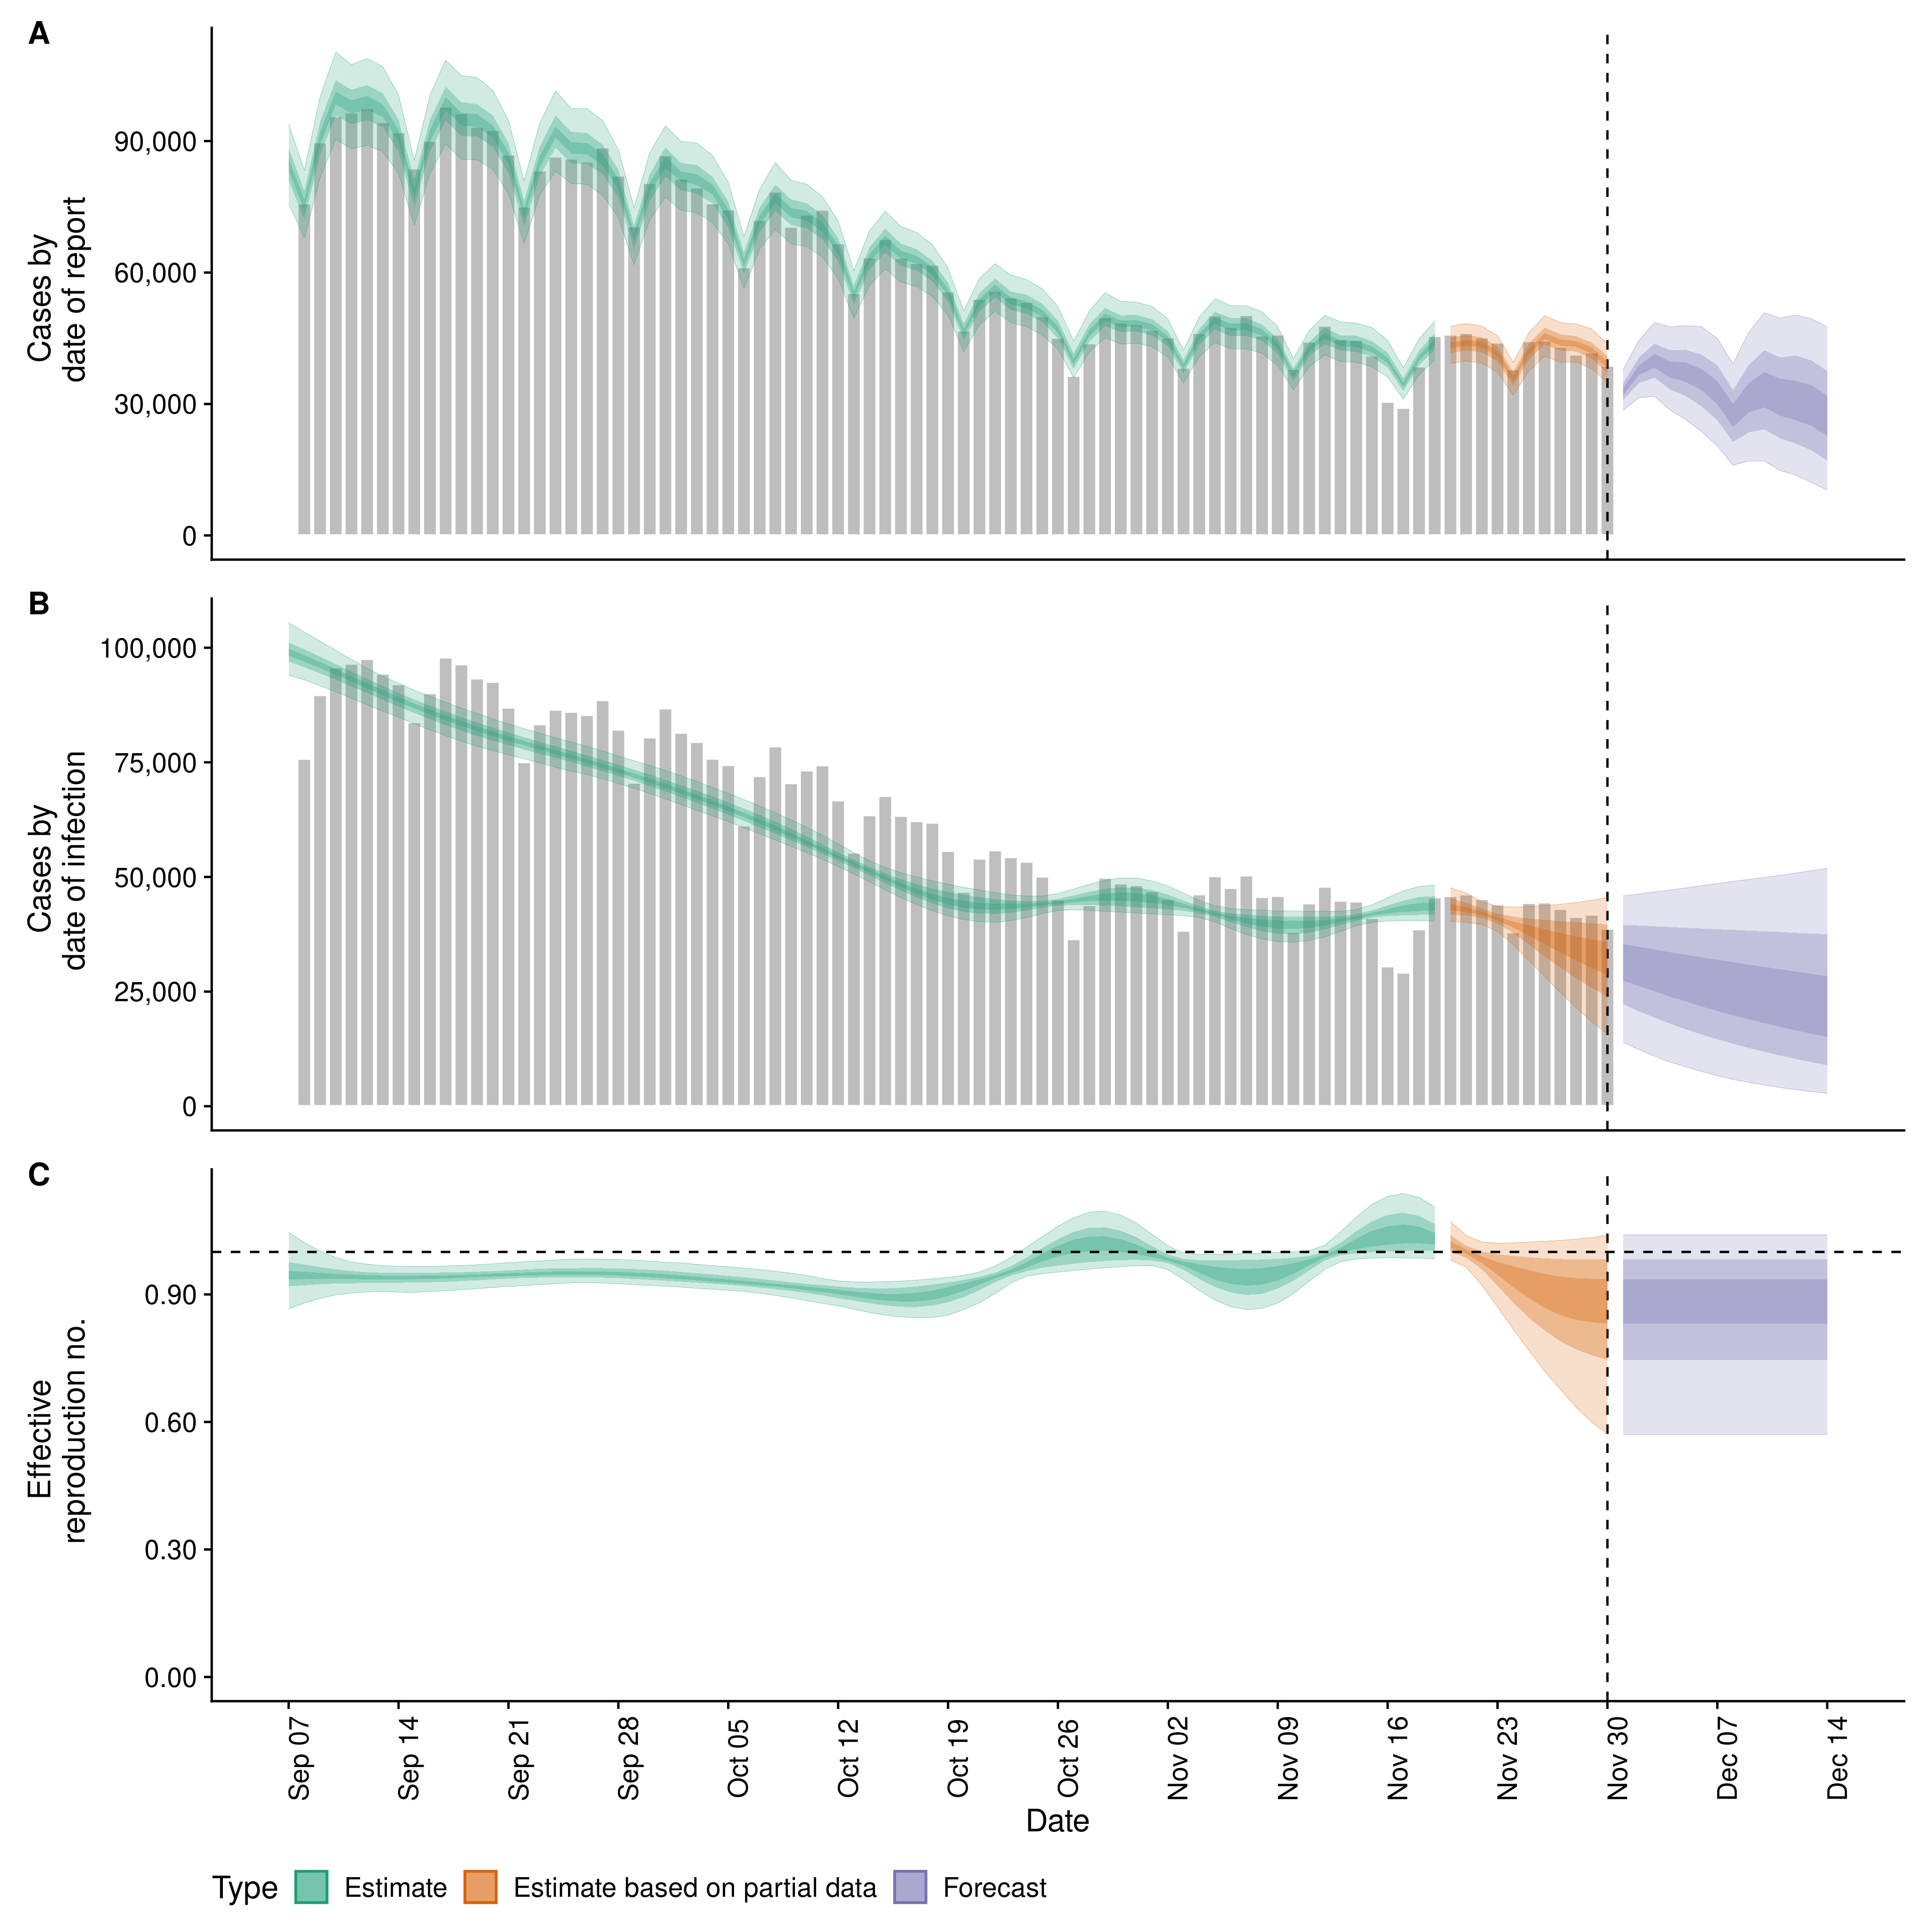 A
Cases by
date of report
90,000
60,000
30,000
0
B
Cases by
date of infection
100,000
75,000
50,000
25,000
0
C
Effective
reproduction no.
0.90
0.60
0.30
0.00
Sep 07
Sep 14
Sep 21
Sep 28
Oct 05
Oct 12
Oct 19
Oct 26
Nov 02
Nov 09
Nov 16
Nov 23
Nov 30
Dec 07
Dec 14
Date
Type Estimate Estimate based on partial data Forecast